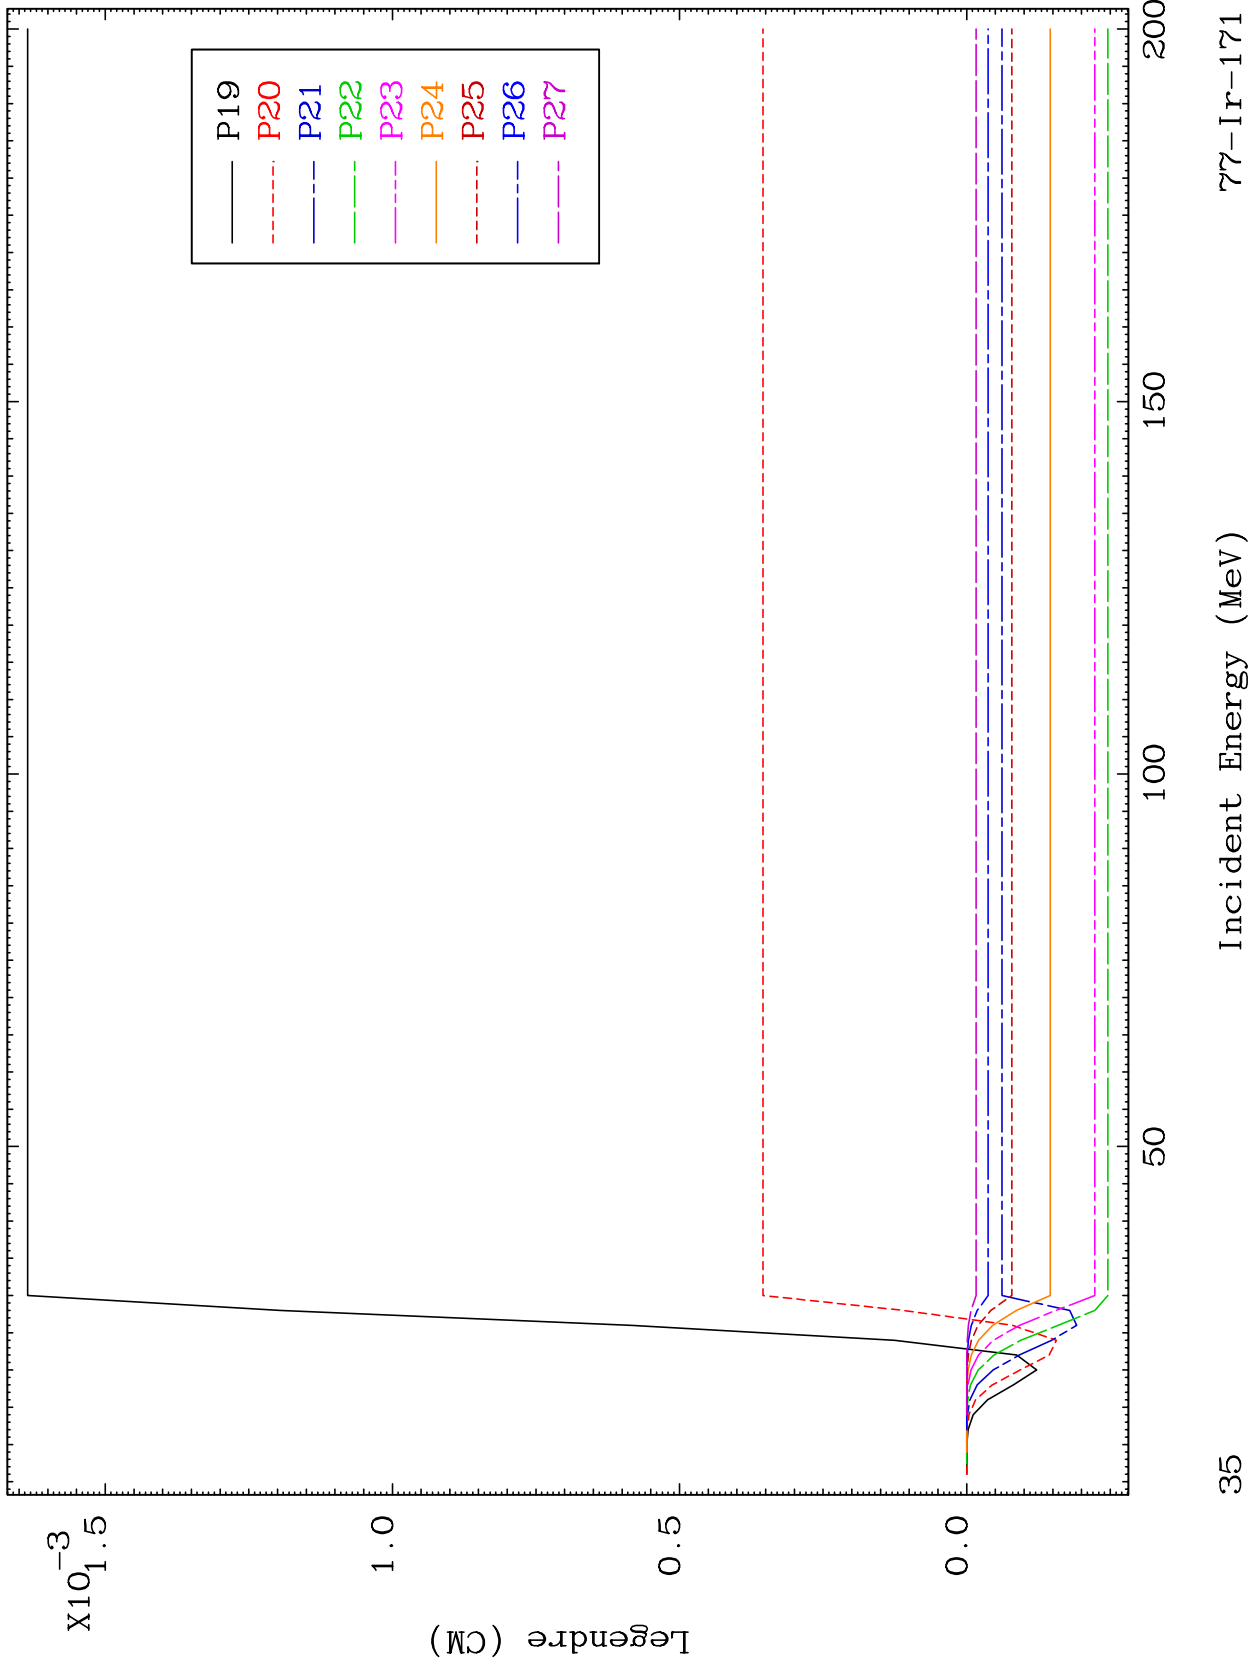 X10-3
1.5
1.0
0.5
0.0
Legendre (CM)
P19
P20
P21
P22
P23
P24
P25
P26
P27
50
100
150
200
35
Incident Energy (MeV)
77-Ir-171